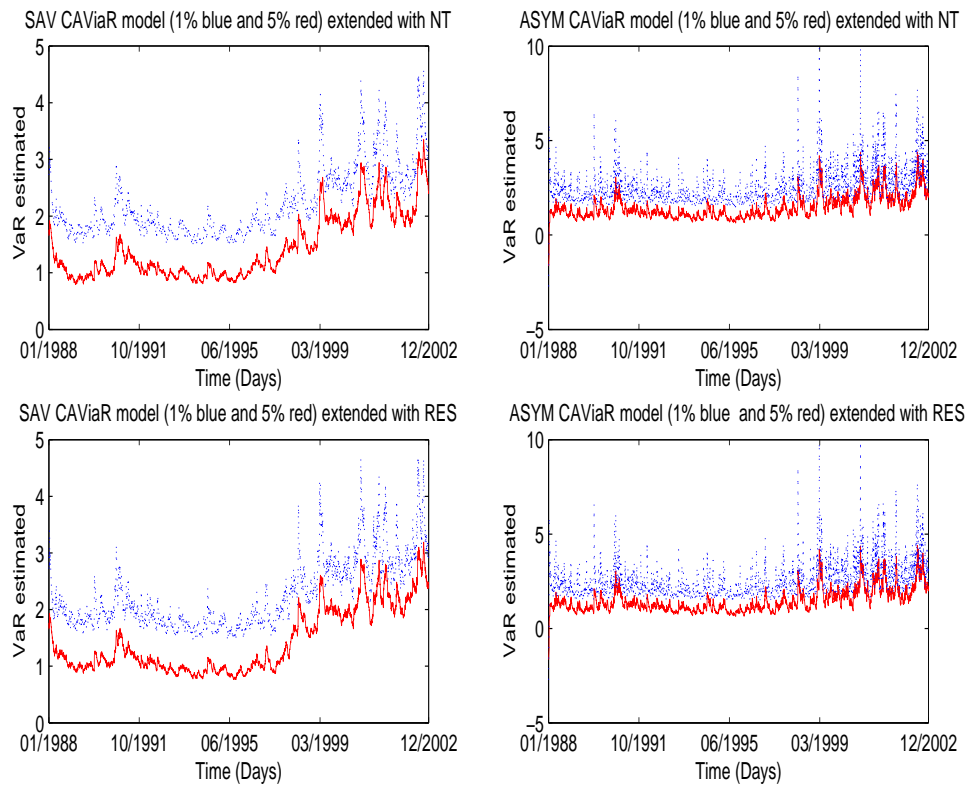 SAV CAViaR model (1% blue and 5% red) extended with NT
VaR estimated
5
4
3
2
1
0
01/1988 10/1991 06/1995 03/1999 12/2002
Time (Days)
ASYM CAViaR model (1% blue and 5% red) extended with NT
VaR estimated
10
5
0
−5
01/1988 10/1991 06/1995 03/1999 12/2002
Time (Days)
SAV CAViaR model (1% blue and 5% red) extended with RES
VaR estimated
5
4
3
2
1
0
01/1988 10/1991 06/1995 03/1999 12/2002
Time (Days)
ASYM CAViaR model (1% blue and 5% red) extended with RES
VaR estimated
10
5
0
−5
01/1988 10/1991 06/1995 03/1999 12/2002
Time (Days)